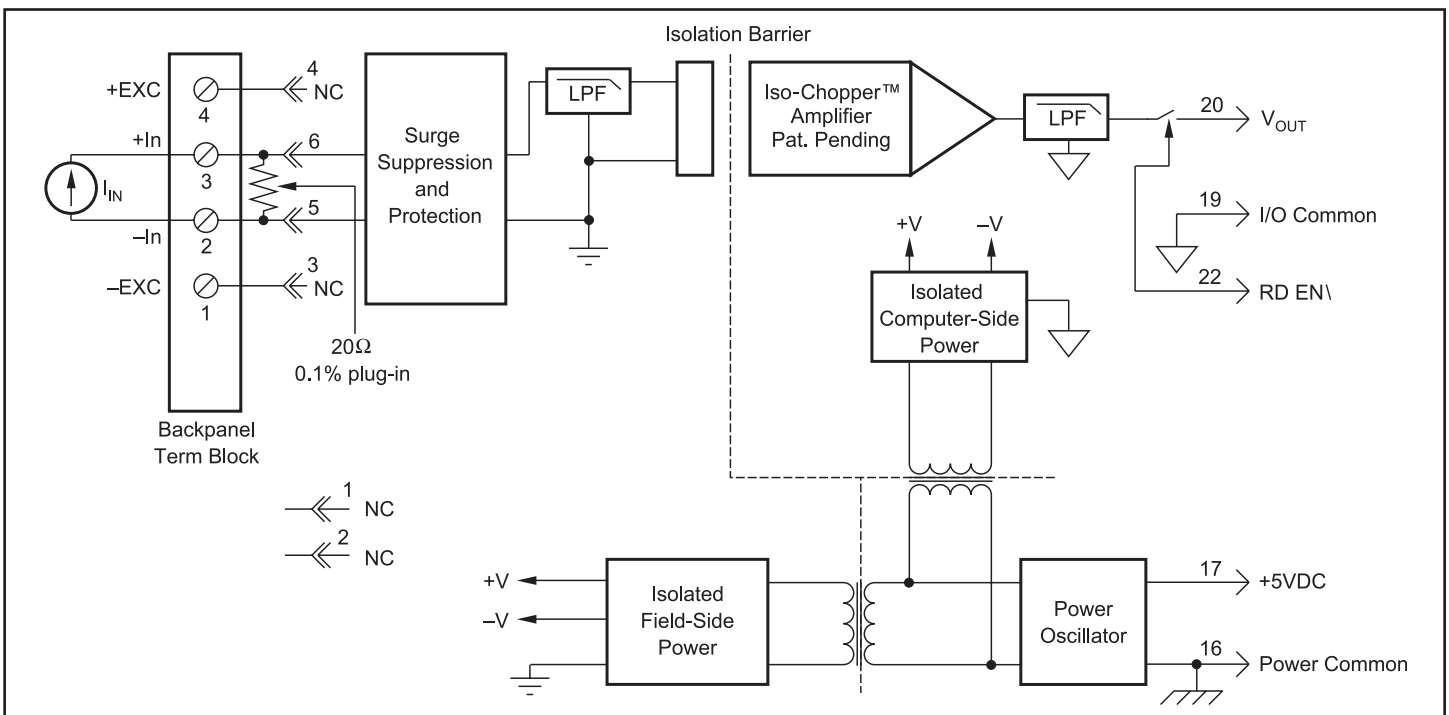 Isolation Barrier
+EXC
4
4
NC
+In
3
6
I_IN
–In
2
5
–EXC
1
3
NC
20Ω
0.1% plug-in
Backpanel
Term Block
Surge
Suppression
and
Protection
LPF
Iso-Chopper™
Amplifier
Pat. Pending
LPF
20
V_OUT
19
I/O Common
22
RD EN\
+V
–V
Isolated
Computer-Side
Power
1
NC
2
NC
+V
–V
Isolated
Field-Side
Power
Power
Oscillator
17
+5VDC
16
Power Common